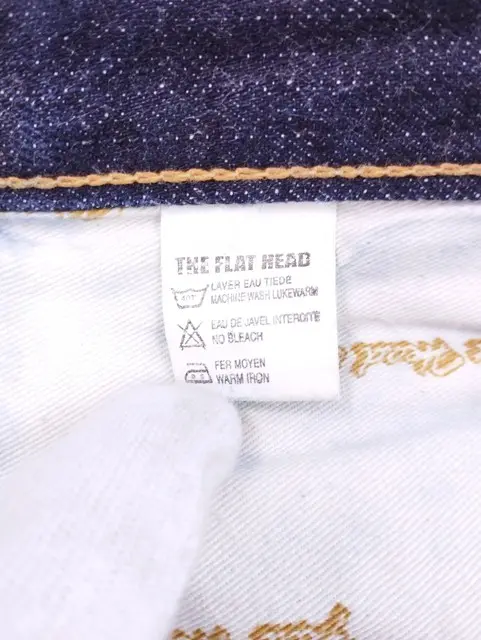 THE FLAT HEAD
LAVER EAU TIEDE
MACHINE WASH LUKEWARM
EAU DE JAVEL INTERDITE
NO BLEACH
FER MOYEN
WARM IRON